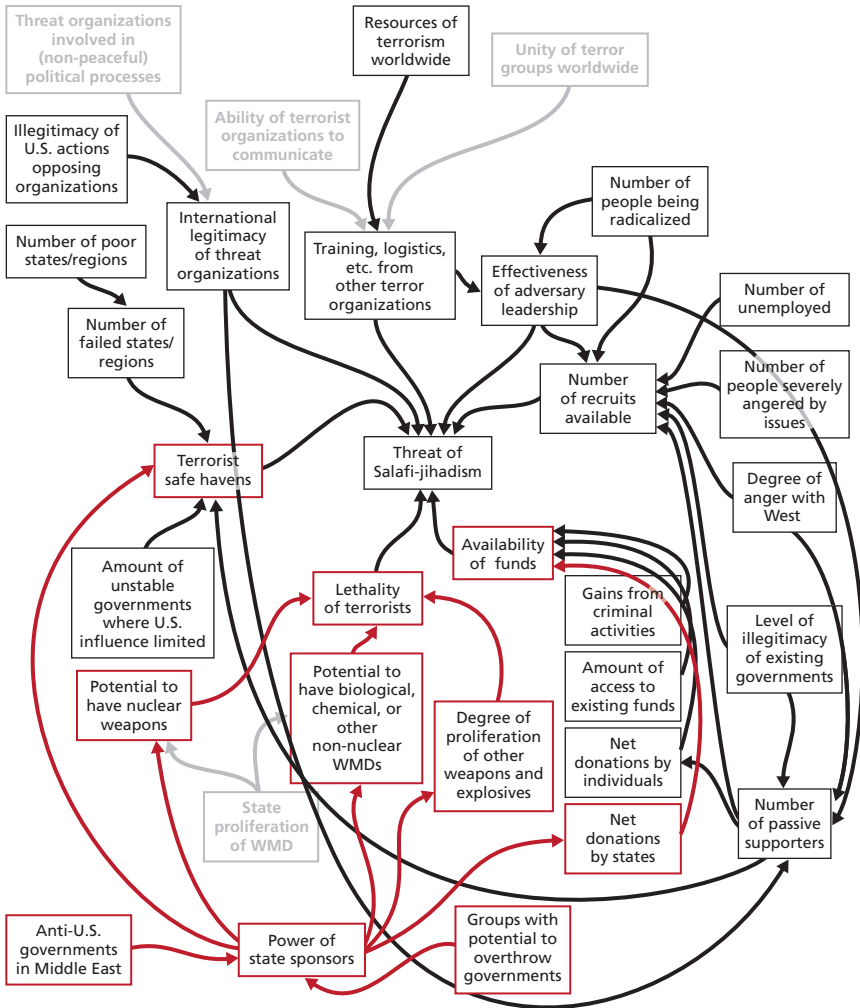 Threat organizations
involved in
(non-peaceful)
political processes
Resources of
terrorism
worldwide
Unity of terror
groups worldwide
Ability of terrorist
organizations to
communicate
Illegitimacy of
U.S. actions
opposing
organizations
Number of
people being
radicalized
International
legitimacy
of threat
organizations
Number of poor
states/regions
Training, logistics,
etc. from
other terror
organizations
Effectiveness
of adversary
leadership
Number of
unemployed
Number of
failed states/
regions
Number
of recruits
available
Number of
people severely
angered by
issues
Terrorist
safe havens
Threat of
Salafi-jihadism
Degree of
anger with
West
Availability
of funds
Amount of
unstable
governments
where U.S.
influence limited
Lethality
of terrorists
Gains from
criminal
activities
Level of
illegitimacy
of existing
governments
Potential to
have nuclear
weapons
Potential to
have biological,
chemical, or
other
non-nuclear
WMDs
Amount of
access to
existing funds
Degree of
proliferation
of other
weapons and
explosives
Net
donations by
individuals
State
proliferation
of WMD
Net
donations
by states
Number
of passive
supporters
Anti-U.S.
governments
in Middle East
Power of
state sponsors
Groups with
potential to
overthrow
governments